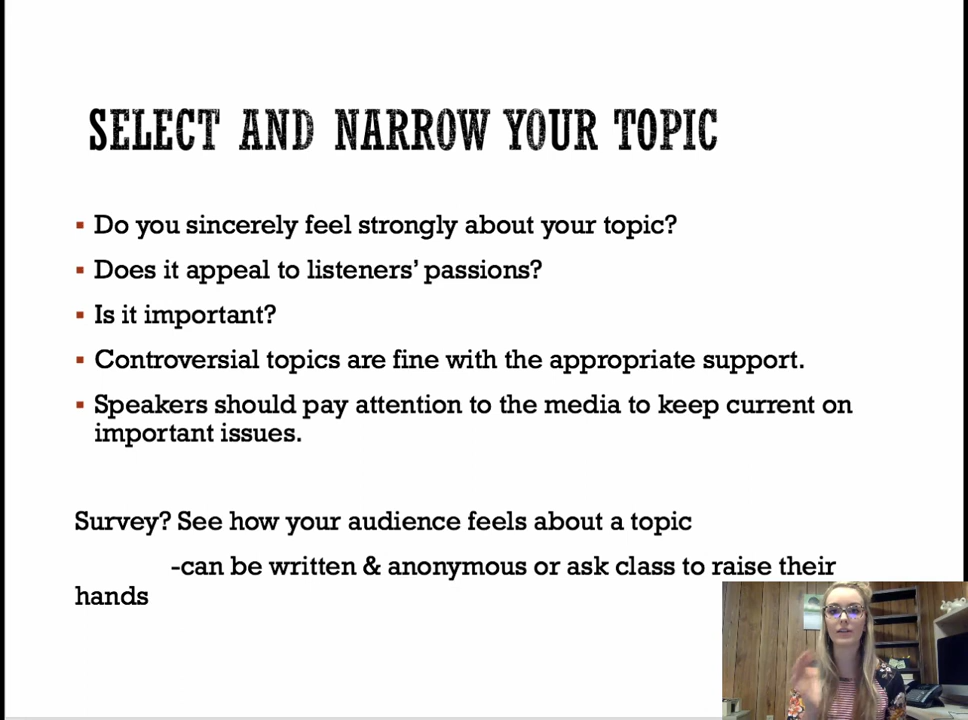 SELECT AND NARROW YOUR TOPIC
Do you sincerely feel strongly about your topic?
Does it appeal to listeners' passions?
Is it important?
Controversial topics are fine with the appropriate support.
Speakers should pay attention to the media to keep current on
important issues.
Survey? See how your audience feels about a topic
-can be written & anonymous or ask class to raise their
hands